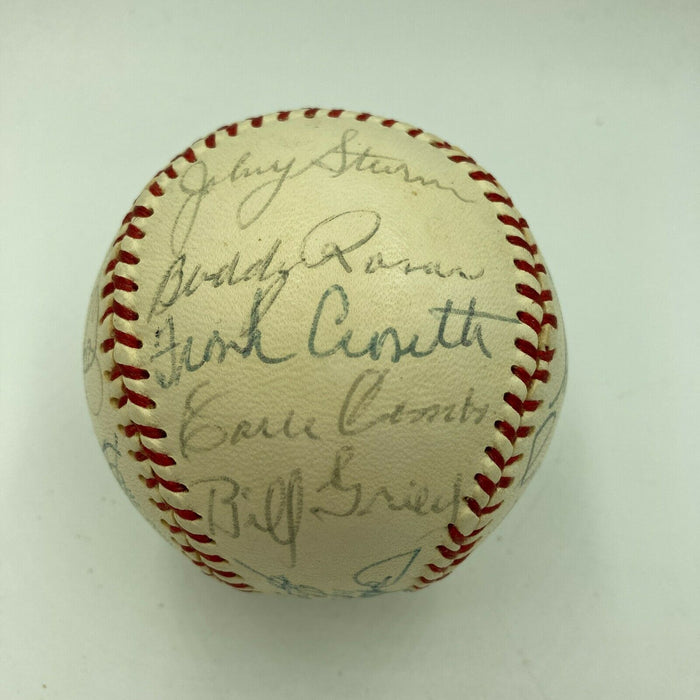 Johnny Sturm
Buddy Rosar
Frank Crosetti
Earle Combs
Bill Grieve